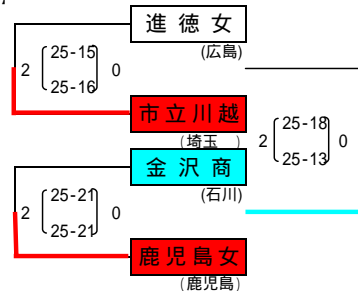 進徳女
(広島)
2 25-15 0
25-16
市立川越
(埼玉)
2 25-18 0
25-13
金沢商
(石川)
2 25-21 0
25-21
鹿児島女
(鹿児島)